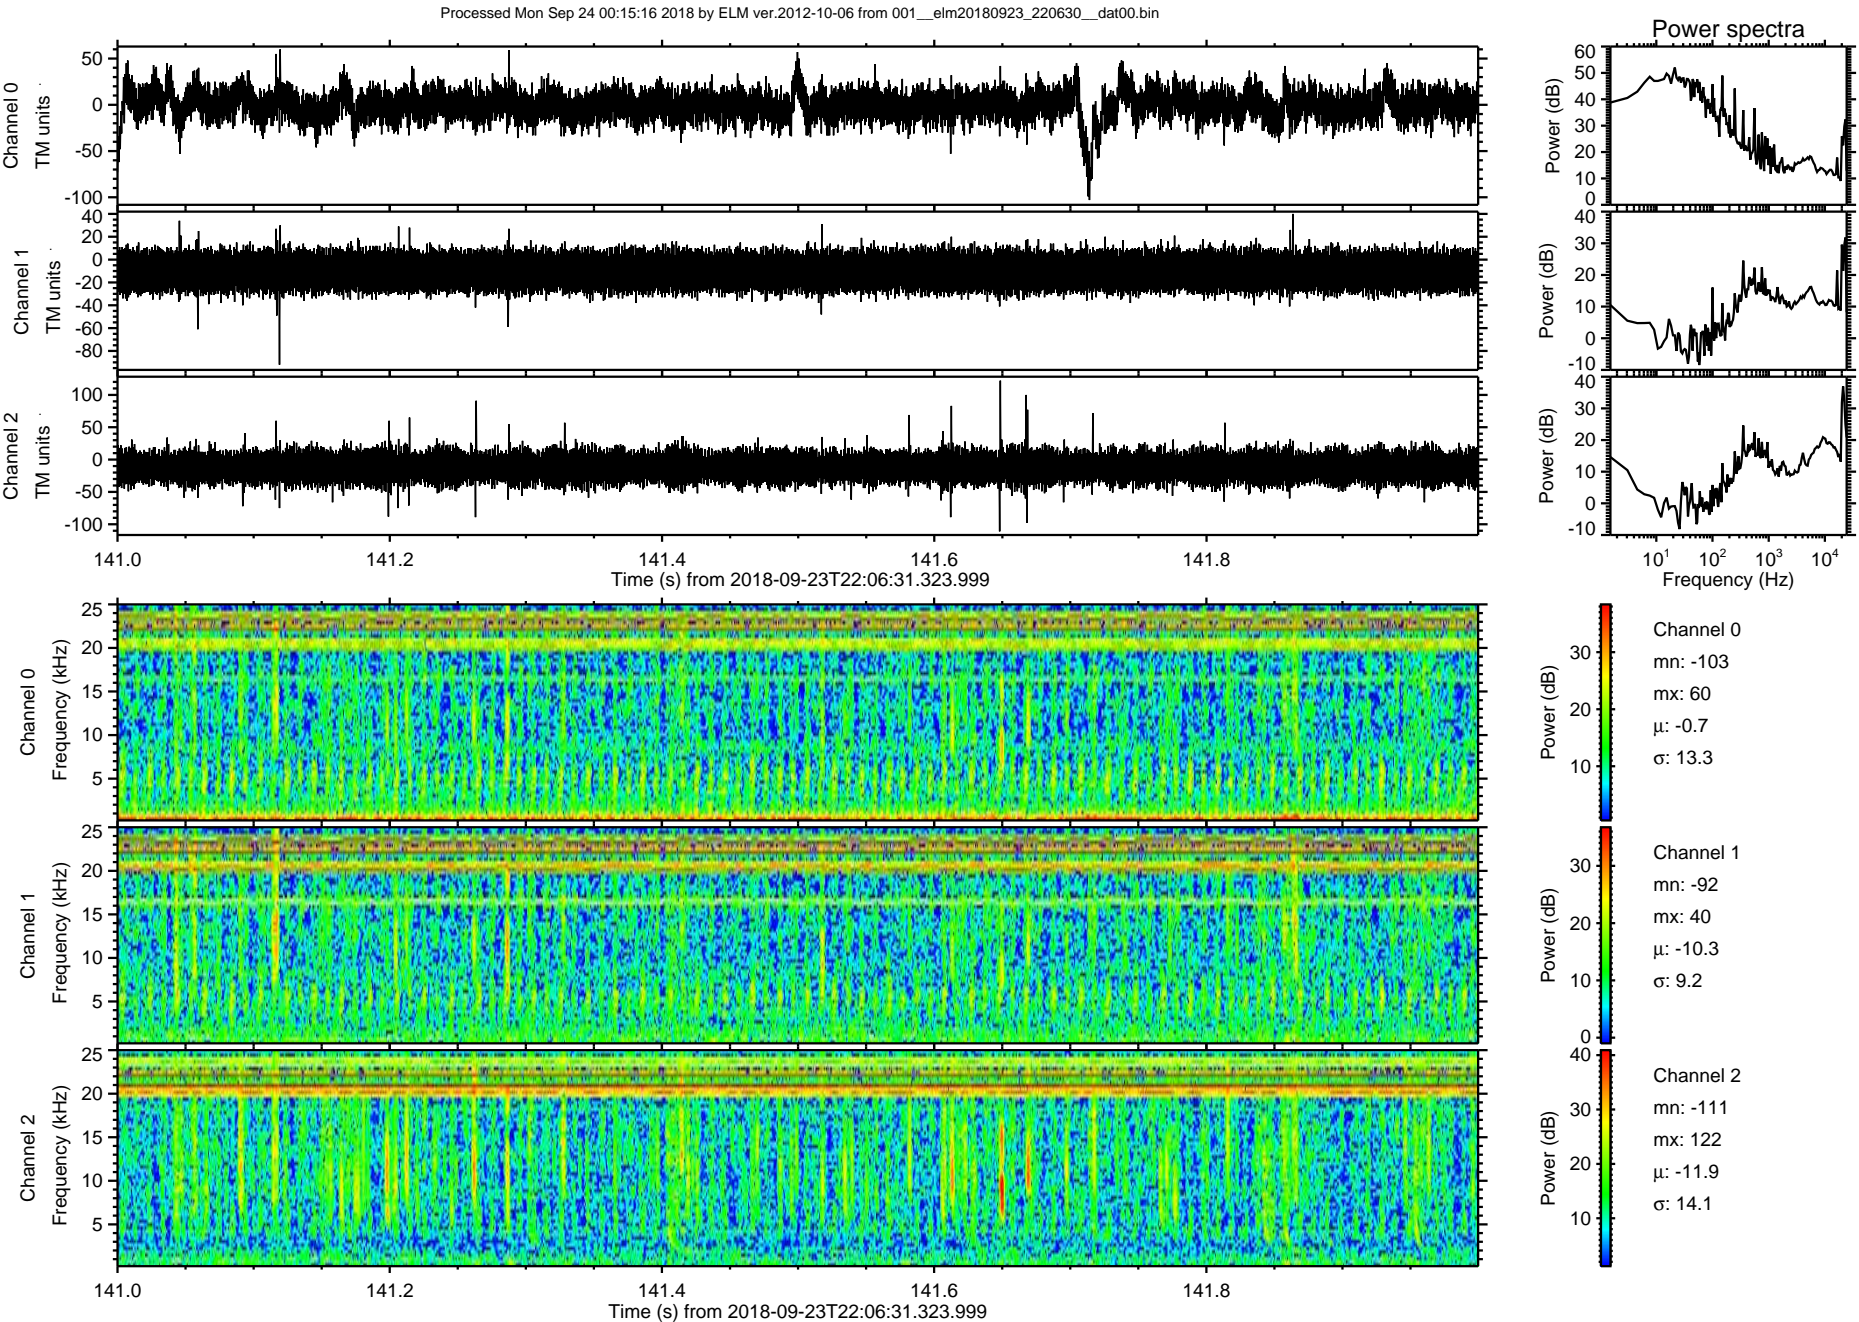 Processed Mon Sep 24 00:15:16 2018 by ELM ver.2012-10-06 from 001__elm20180923_220630__dat00.bin
Power spectra
Channel 0
TM units
50
0
-50
-100
Power (dB)
60
50
40
30
20
10
0
Channel 1
TM units
40
20
0
-20
-40
-60
-80
Power (dB)
40
30
20
10
0
-10
Channel 2
TM units
100
50
0
-50
-100
Power (dB)
40
30
20
10
0
-10
141.0 141.2 141.4 141.6 141.8
Time (s) from 2018-09-23T22:06:31.323.999
10¹ 10² 10³ 10⁴
Frequency (Hz)
Channel 0
Frequency (kHz)
25
20
15
10
5
Power (dB)
30
20
10
Channel 0
mn: -103
mx: 60
μ: -0.7
σ: 13.3
Channel 1
Frequency (kHz)
25
20
15
10
5
Power (dB)
30
20
10
0
Channel 1
mn: -92
mx: 40
μ: -10.3
σ: 9.2
Channel 2
Frequency (kHz)
25
20
15
10
5
Power (dB)
40
30
20
10
Channel 2
mn: -111
mx: 122
μ: -11.9
σ: 14.1
141.0 141.2 141.4 141.6 141.8
Time (s) from 2018-09-23T22:06:31.323.999